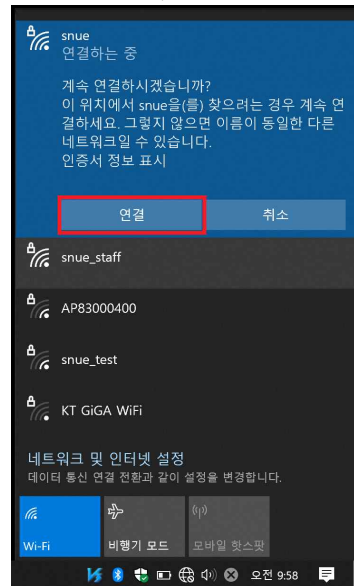 snue
연결하는 중
계속 연결하시겠습니까?
이 위치에서 snue을(를) 찾으려는 경우 계속 연
결하세요. 그렇지 않으면 이름이 동일한 다른
네트워크일 수 있습니다.
인증서 정보 표시
연결 취소
snue_staff
AP83000400
snue_test
KT GiGA WiFi
네트워크 및 인터넷 설정
데이터 통신 연결 전환과 같이 설정을 변경합니다.
Wi-Fi 비행기 모드 모바일 핫스팟
오전 9:58